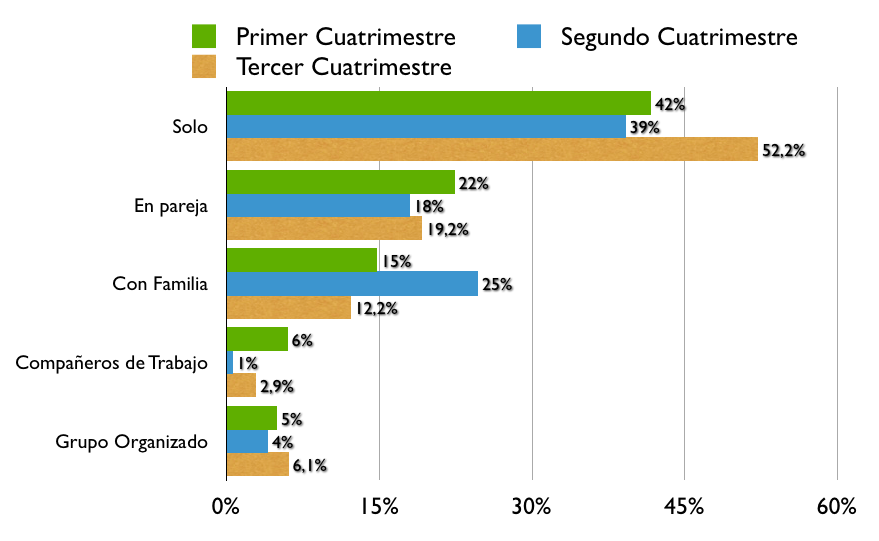 Primer Cuatrimestre Segundo Cuatrimestre
Tercer Cuatrimestre
Solo
42%
39%
52,2%
En pareja
22%
18%
19,2%
Con Familia
15%
25%
12,2%
Compañeros de Trabajo
6%
1%
2,9%
Grupo Organizado
5%
4%
6,1%
0% 15% 30% 45% 60%